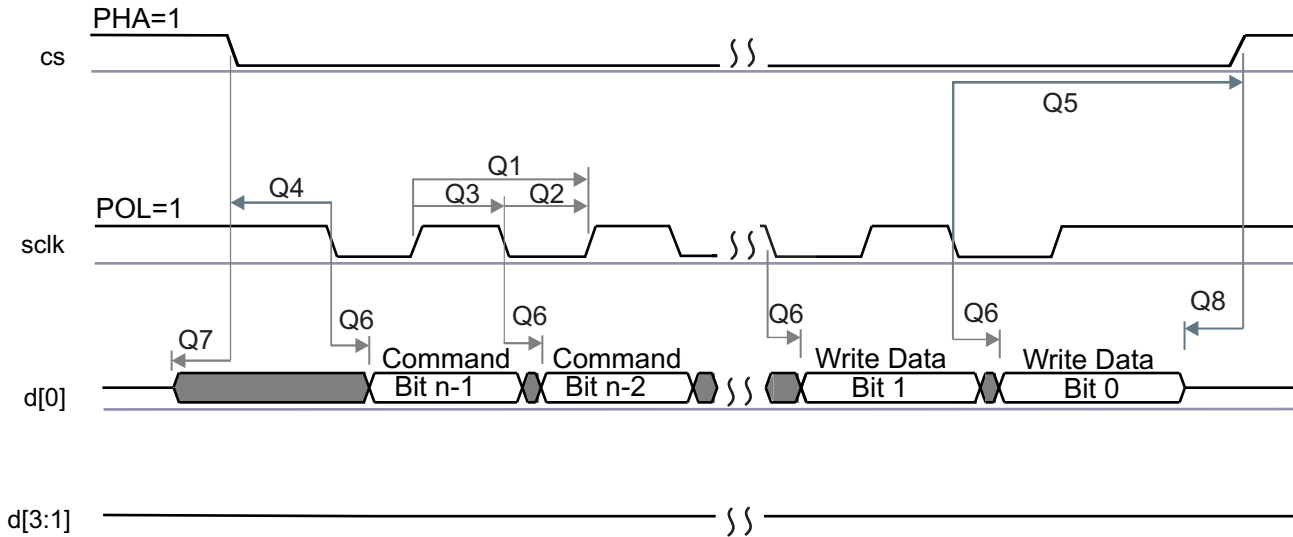 PHA=1
cs
Q5
Q1
Q4
Q3
Q2
POL=1
sclk
Q7
Q6
Q6
Q6
Q6
Q8
Command
Command
Write Data
Write Data
d[0]
Bit n-1
Bit n-2
Bit 1
Bit 0
d[3:1]